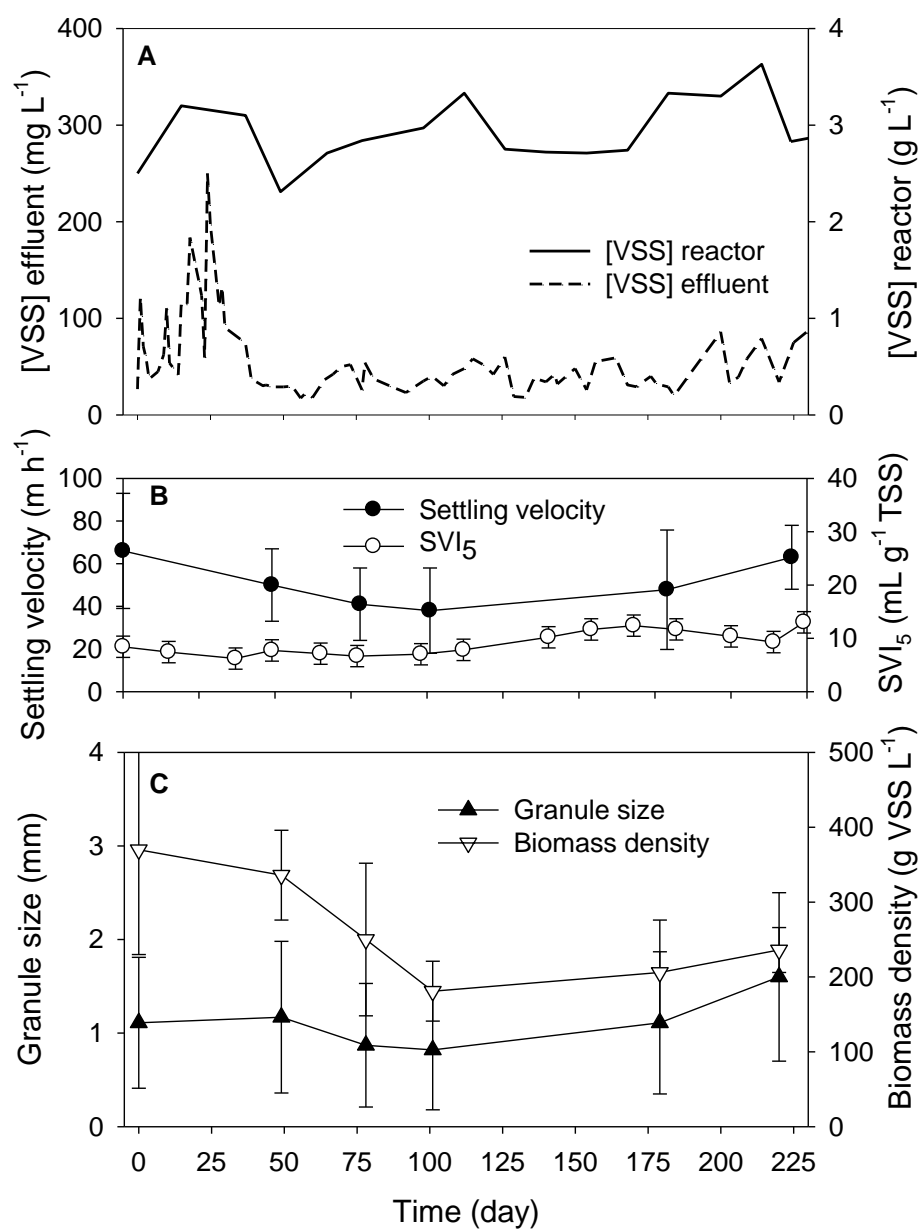 A
[VSS] effluent (mg L-1)
400
300
200
100
0
[VSS] reactor
[VSS] effluent
4
3
2
1
0
[VSS] reactor (g L-1)
B
Settling velocity (m h-1)
100
80
60
40
20
0
Settling velocity
SVI5
40
30
20
10
0
SVI5 (mL g-1 TSS)
C
Granule size (mm)
4
3
2
1
0
Granule size
Biomass density
500
400
300
200
100
0
Biomass density (g VSS L-1)
0 25 50 75 100 125 150 175 200 225
Time (day)